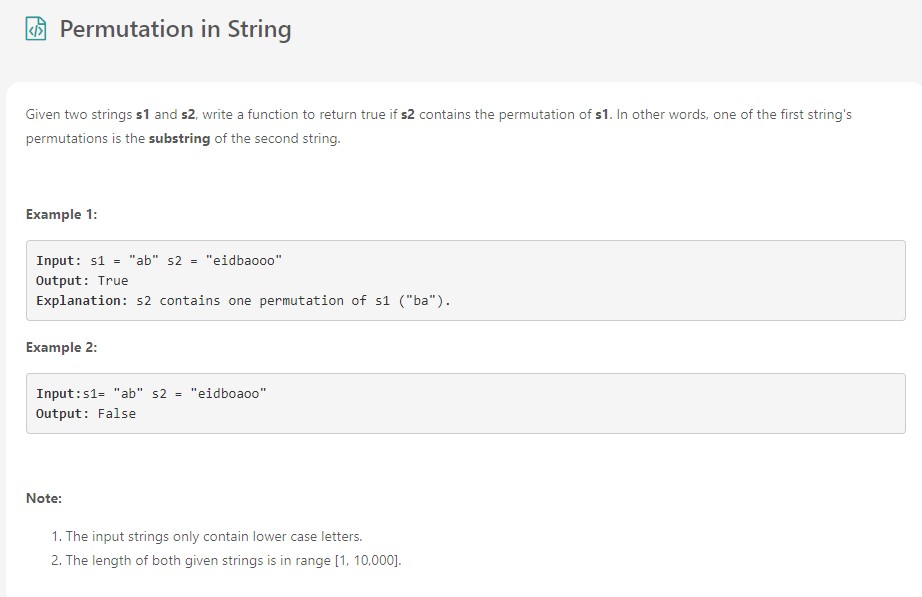 Permutation in String
Given two strings s1 and s2, write a function to return true if s2 contains the permutation of s1. In other words, one of the first string's
permutations is the substring of the second string.
Example 1:
Input: s1 = "ab" s2 = "eidbaooo"
Output: True
Explanation: s2 contains one permutation of s1 ("ba").
Example 2:
Input:s1= "ab" s2 = "eidboaoo"
Output: False
Note:
1. The input strings only contain lower case letters.
2. The length of both given strings is in range [1, 10,000].